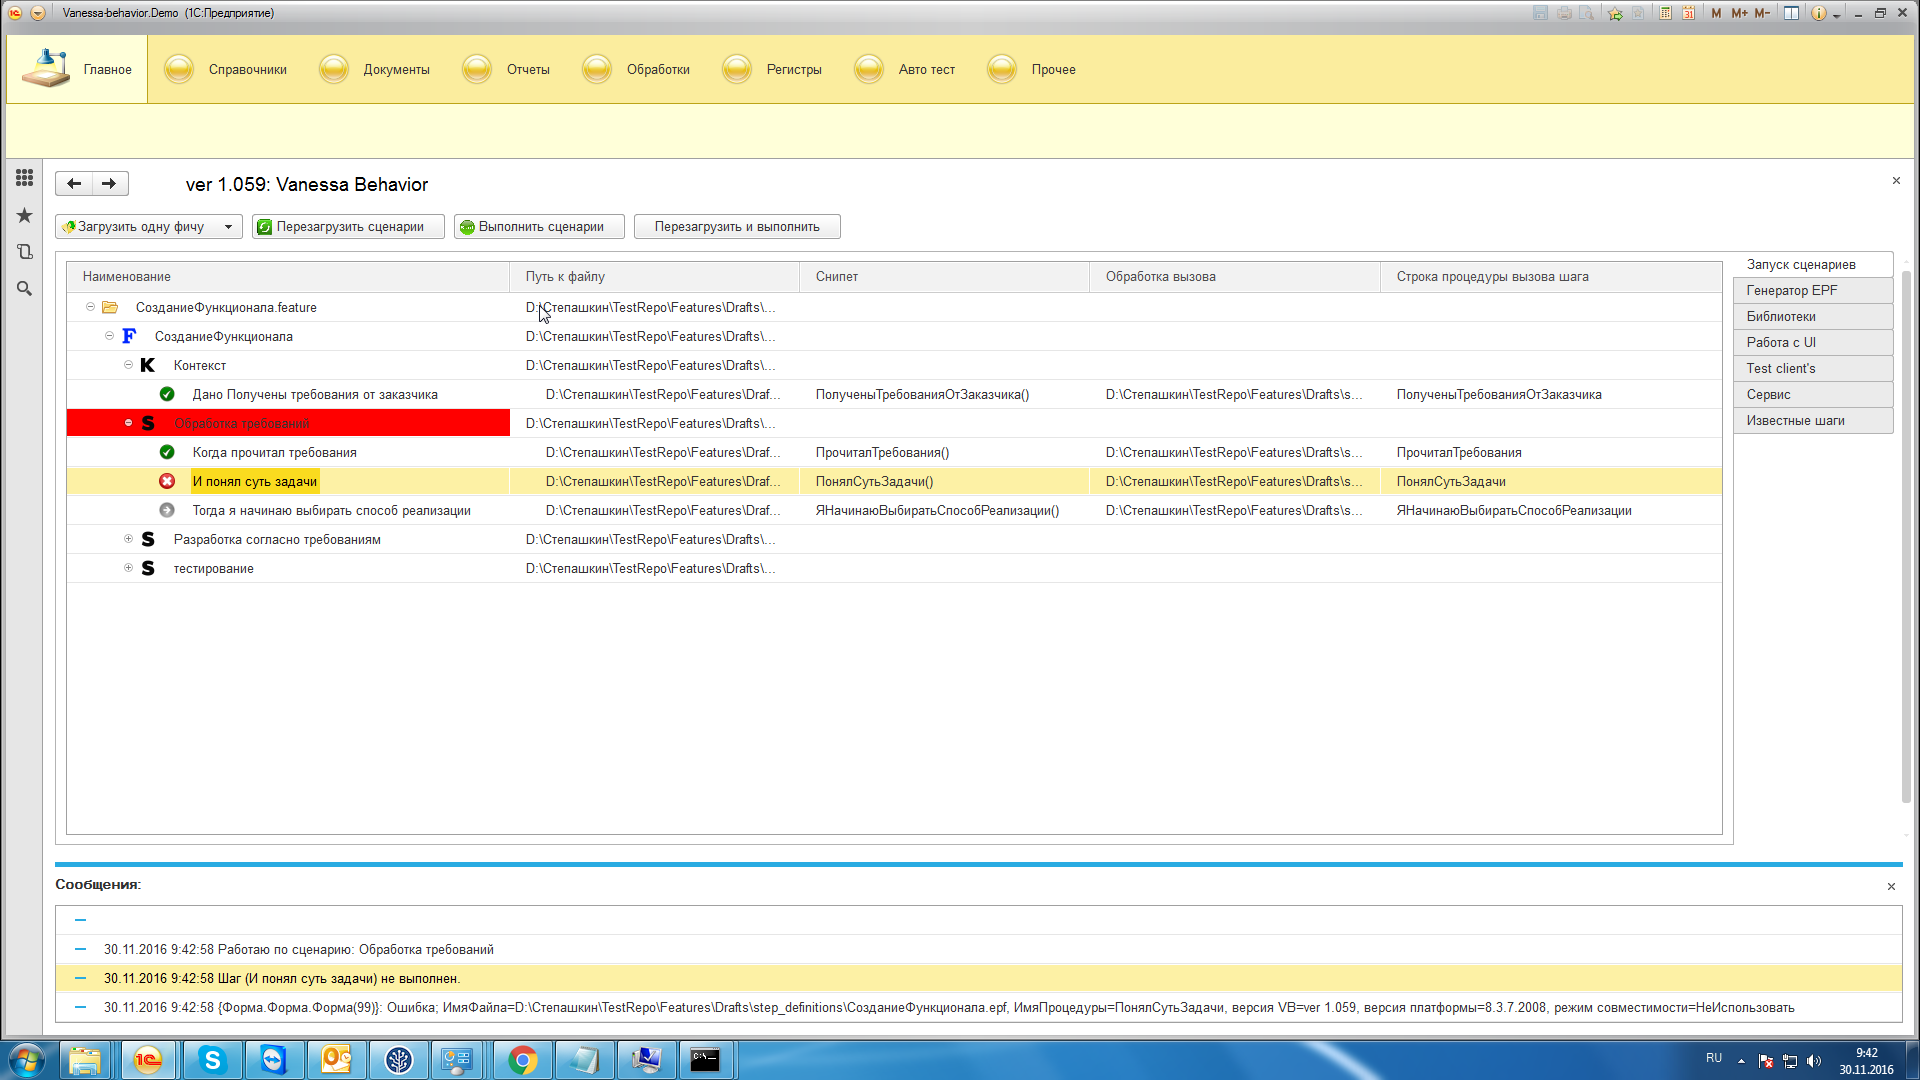 Vanessa-behavior.Demo (1С:Предприятие)
M M+ M-
Главное Справочники Документы Отчеты Обработки Регистры Авто тест Прочее
ver 1.059: Vanessa Behavior
Загрузить одну фичу Перезагрузить сценарии Выполнить сценарии Перезагрузить и выполнить
Наименование Путь к файлу Снипет Обработка вызова Строка процедуры вызова шага
СозданиеФункционала.feature D:\Степашкин\TestRepo\Features\Drafts\...
F СозданиеФункционала D:\Степашкин\TestRepo\Features\Drafts\...
K Контекст D:\Степашкин\TestRepo\Features\Drafts\...
Дано Получены требования от заказчика D:\Степашкин\TestRepo\Features\Draf... ПолученыТребованияОтЗаказчика() D:\Степашкин\TestRepo\Features\Drafts\s... ПолученыТребованияОтЗаказчика
S Обработка требований D:\Степашкин\TestRepo\Features\Drafts\...
Когда прочитал требования D:\Степашкин\TestRepo\Features\Draf... ПрочиталТребования() D:\Степашкин\TestRepo\Features\Drafts\s... ПрочиталТребования
И понял суть задачи D:\Степашкин\TestRepo\Features\Draf... ПонялСутьЗадачи() D:\Степашкин\TestRepo\Features\Drafts\s... ПонялСутьЗадачи
Тогда я начинаю выбирать способ реализации D:\Степашкин\TestRepo\Features\Draf... ЯНачинаюВыбиратьСпособРеализации() D:\Степашкин\TestRepo\Features\Drafts\s... ЯНачинаюВыбиратьСпособРеализации
S Разработка согласно требованиям D:\Степашкин\TestRepo\Features\Drafts\...
S тестирование D:\Степашкин\TestRepo\Features\Drafts\...
Запуск сценариев
Генератор EPF
Библиотеки
Работа с UI
Test client's
Сервис
Известные шаги
Сообщения:
30.11.2016 9:42:58 Работаю по сценарию: Обработка требований
30.11.2016 9:42:58 Шаг (И понял суть задачи) не выполнен.
30.11.2016 9:42:58 {Форма.Форма.Форма(99)}: Ошибка; ИмяФайла=D:\Степашкин\TestRepo\Features\Drafts\step_definitions\СозданиеФункционала.epf, ИмяПроцедуры=ПонялСутьЗадачи, версия VB=ver 1.059, версия платформы=8.3.7.2008, режим совместимости=НеИспользовать
RU
9:42
30.11.2016